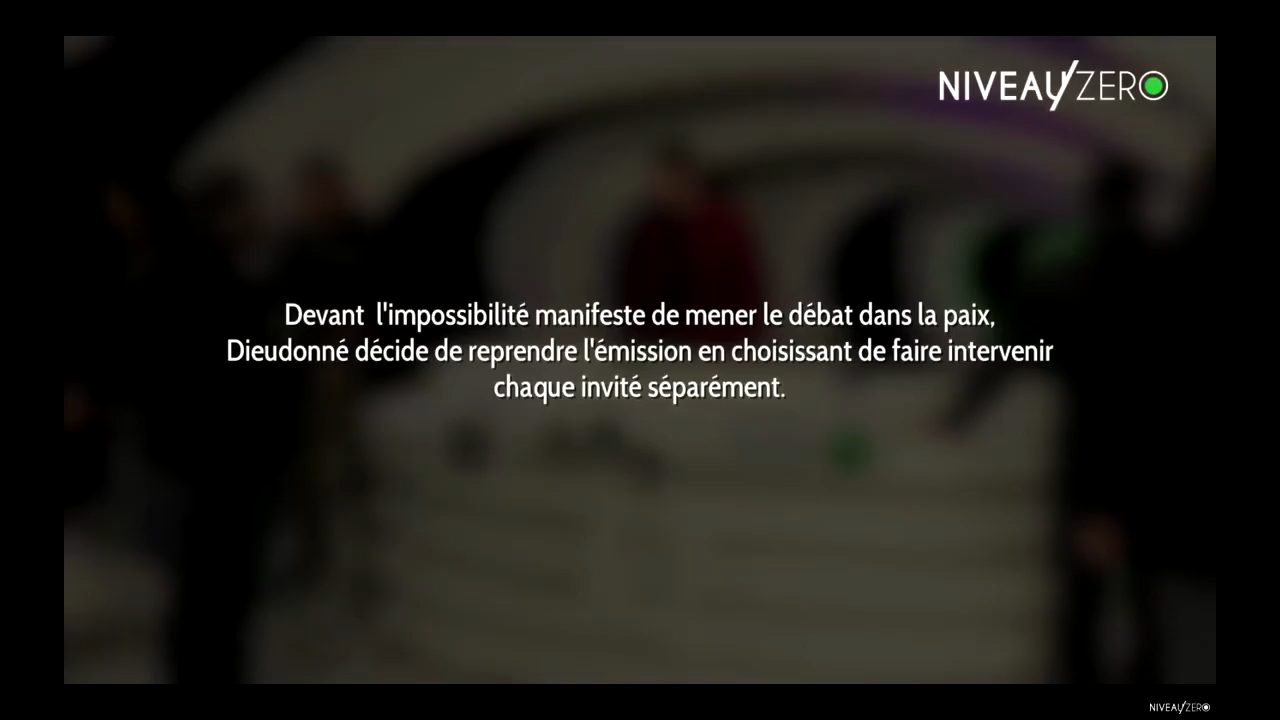 NIVEAU/ZERO
Devant l'impossibilité manifeste de mener le débat dans la paix,
Dieudonné décide de reprendre l'émission en choisissant de faire intervenir
chaque invité séparément.
NIVEAU/ZERO